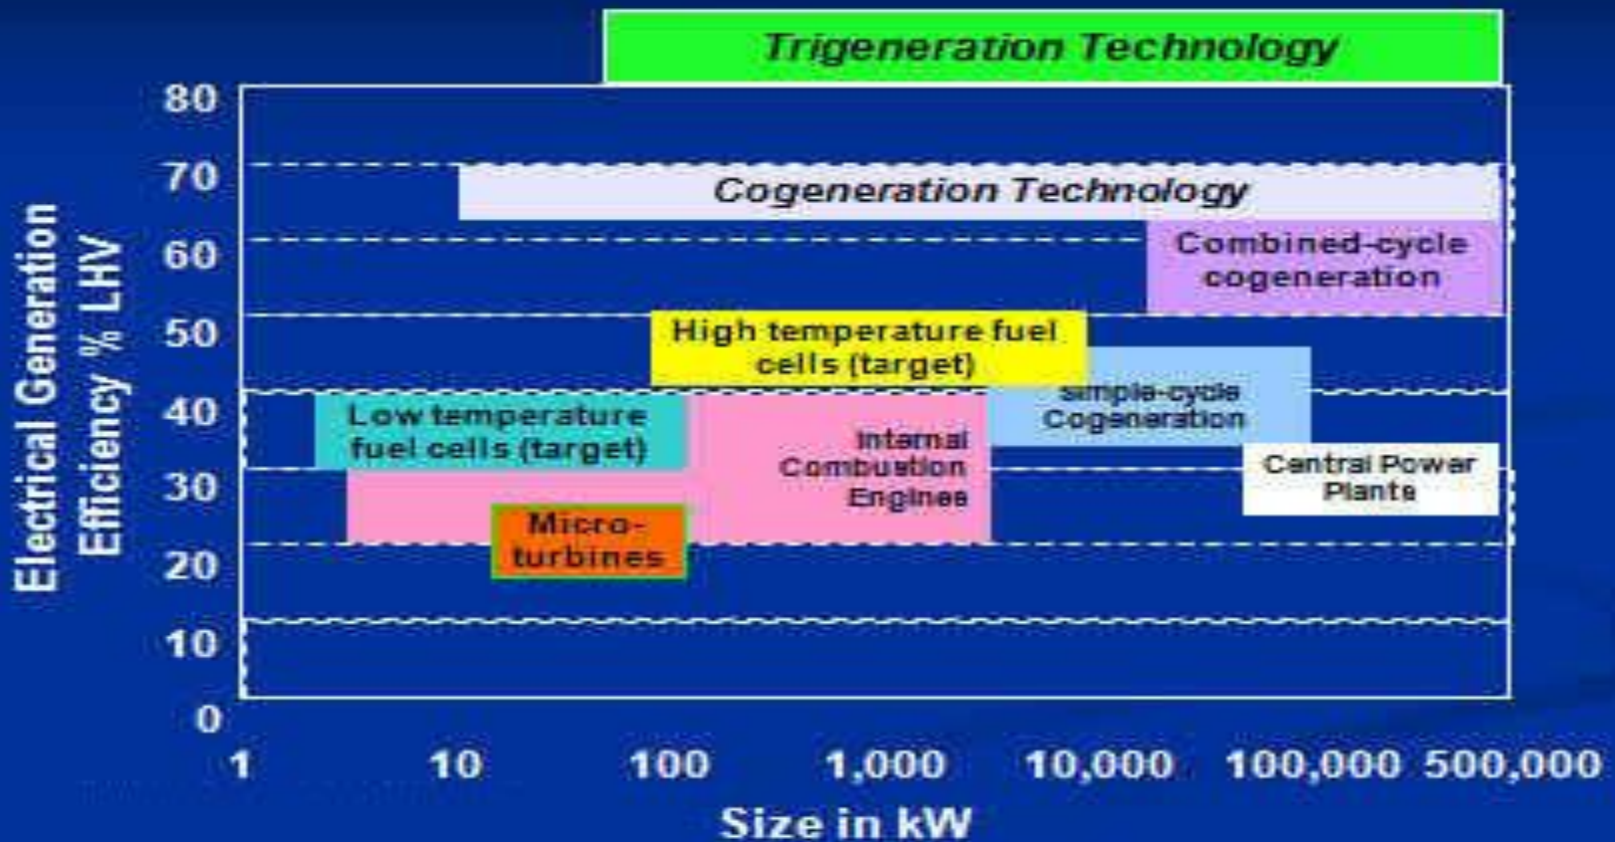 Trigeneration Technology
80
70
60
50
40
30
20
10
0
Electrical Generation
Efficiency % LHV
Cogeneration Technology
Combined-cycle
cogeneration
High temperature fuel
cells (target)
Simple-cycle
Cogeneration
Low temperature
fuel cells (target)
Internal
Combustion
Engines
Central Power
Plants
Micro-
turbines
1 10 100 1,000 10,000 100,000 500,000
Size in kW